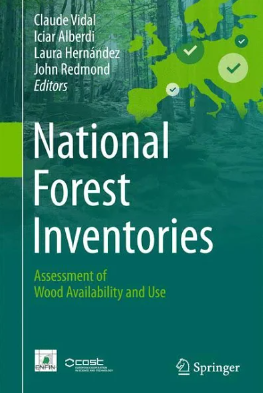 Claude Vidal
Iciar Alberdi
Laura Hernández
John Redmond
Editors
National
Forest
Inventories
Assessment of
Wood Availability and Use
ENFIN
cost
Springer